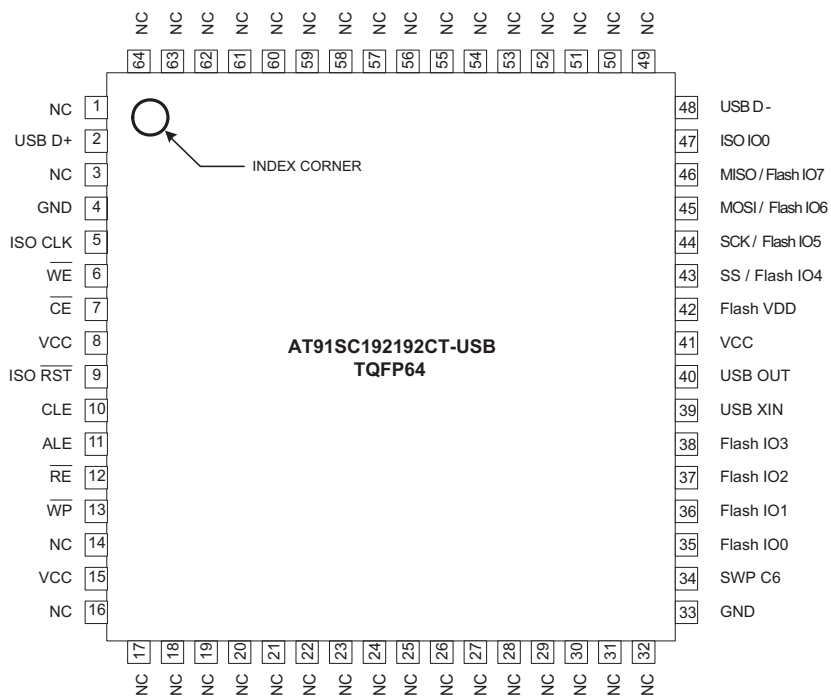 NC NC NC NC NC NC NC NC NC NC NC NC NC NC NC NC
64 63 62 61 60 59 58 57 56 55 54 53 52 51 50 49
NC 1
USB D+ 2
NC 3
GND 4
ISO CLK 5
WE 6
CE 7
VCC 8
ISO RST 9
CLE 10
ALE 11
RE 12
WP 13
NC 14
VCC 15
NC 16
INDEX CORNER
AT91SC192192CT-USB
TQFP64
48 USB D-
47 ISO IO0
46 MISO / Flash IO7
45 MOSI / Flash IO6
44 SCK / Flash IO5
43 SS / Flash IO4
42 Flash VDD
41 VCC
40 USB OUT
39 USB XIN
38 Flash IO3
37 Flash IO2
36 Flash IO1
35 Flash IO0
34 SWP C6
33 GND
17 18 19 20 21 22 23 24 25 26 27 28 29 30 31 32
NC NC NC NC NC NC NC NC NC NC NC NC NC NC NC NC